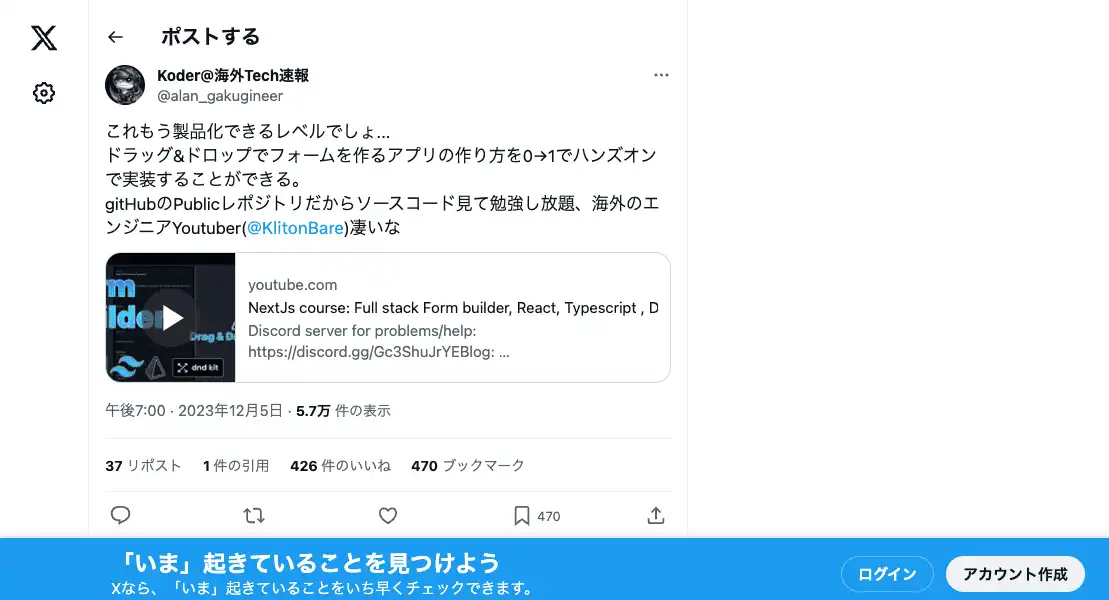 ポストする
Koder@海外Tech速報
@alan_gakugineer
これもう製品化できるレベルでしょ…
ドラッグ&ドロップでフォームを作るアプリの作り方を0→1でハンズオン
で実装することができる。
gitHubのPublicレポジトリだからソースコード見て勉強し放題、海外のエ
ンジニアYoutuber(@KlitonBare)凄いな
dnd kit
youtube.com
NextJs course: Full stack Form builder, React, Typescript , D
Discord server for problems/help:
https://discord.gg/Gc3ShuJrYEBlog: ...
午後7:00 · 2023年12月5日 · 5.7万 件の表示
37 リポスト 1 件の引用 426 件のいいね 470 ブックマーク
470
「いま」起きていることを見つけよう
Xなら、「いま」起きていることをいち早くチェックできます。
ログイン
アカウント作成